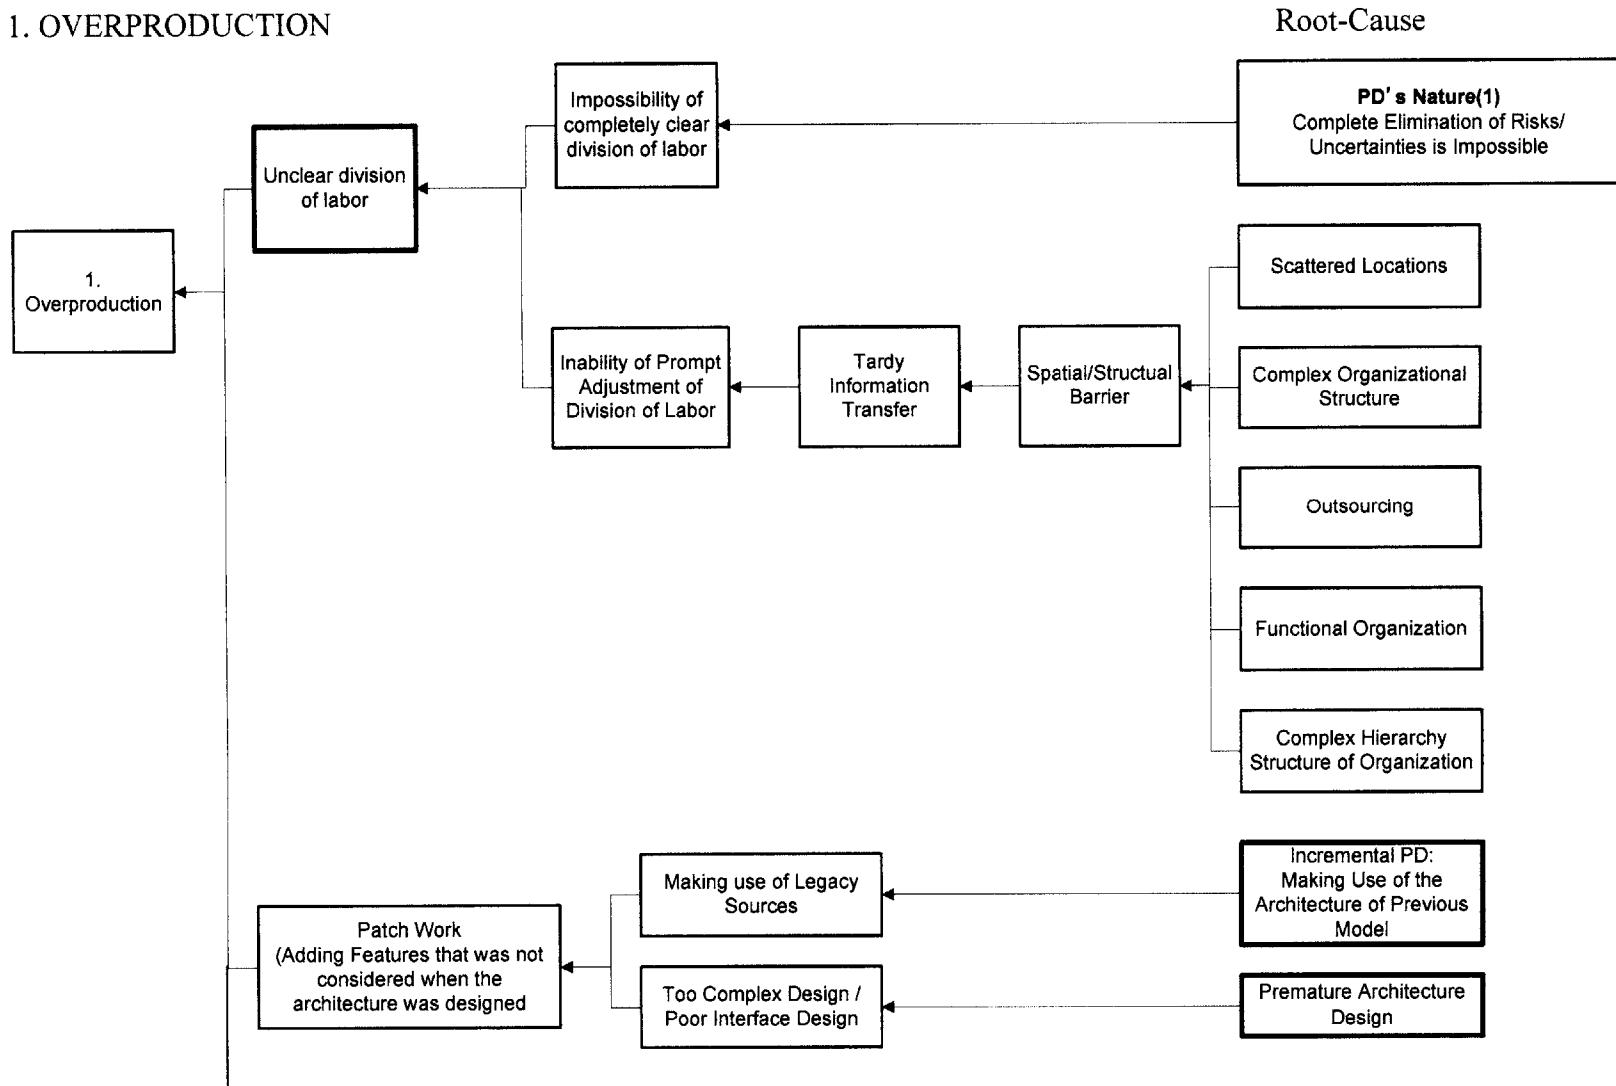 1. OVERPRODUCTION
Root-Cause
Impossibility of
completely clear
division of labor
PD's Nature(1)
Complete Elimination of Risks/
Uncertainties is Impossible
Unclear division
of labor
1.
Overproduction
Scattered Locations
Inability of Prompt
Adjustment of
Division of Labor
Tardy
Information
Transfer
Spatial/Structual
Barrier
Complex Organizational
Structure
Outsourcing
Functional Organization
Complex Hierarchy
Structure of Organization
Making use of Legacy
Sources
Incremental PD:
Making Use of the
Architecture of Previous
Model
Patch Work
(Adding Features that was not
considered when the
architecture was designed
Too Complex Design /
Poor Interface Design
Premature Architecture
Design